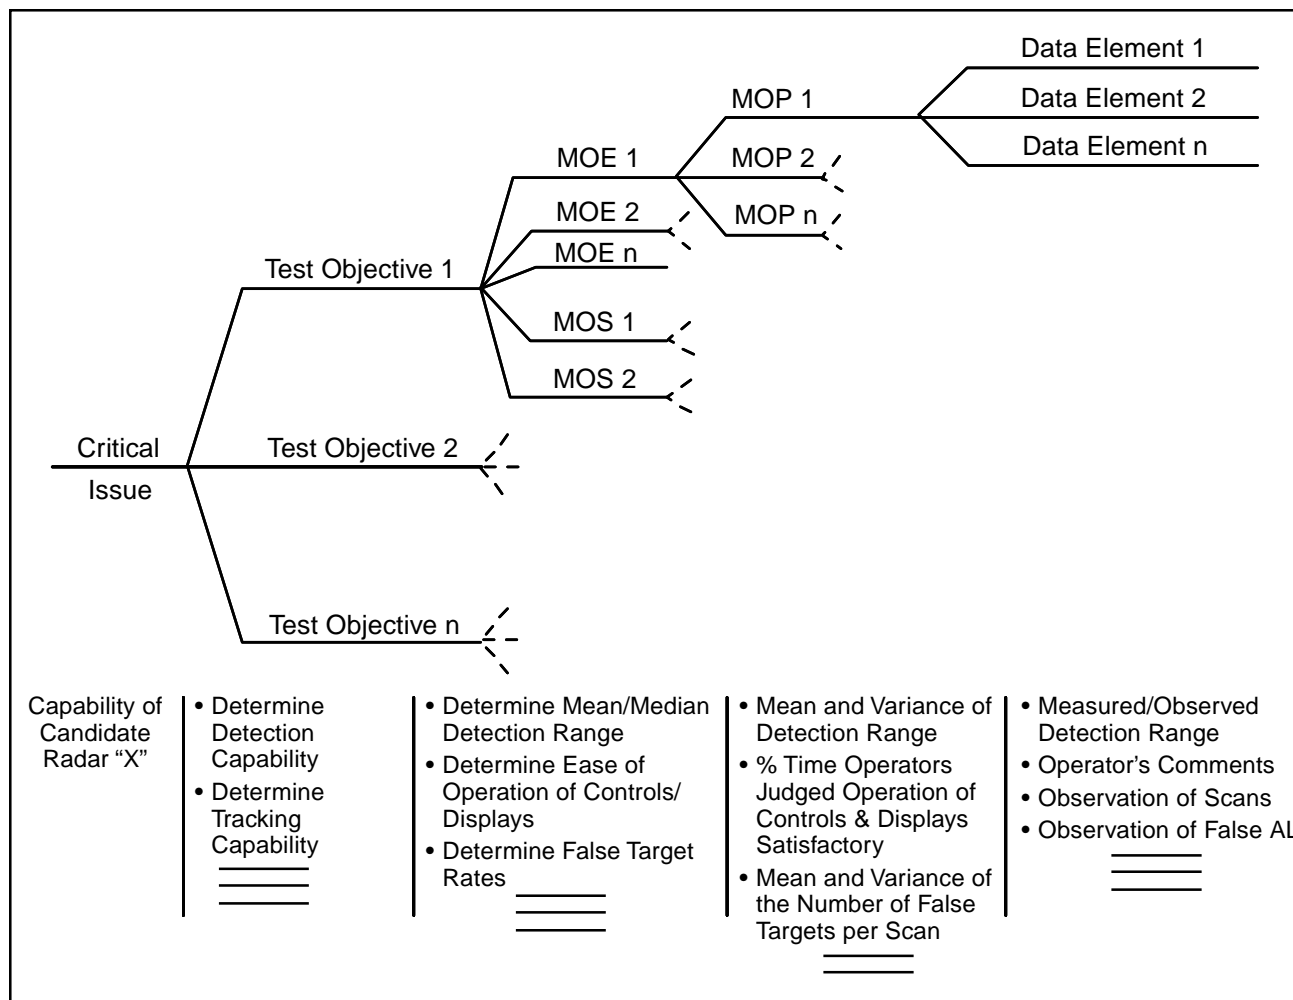 Data Element 1
MOP 1
Data Element 2
Data Element n
MOE 1
MOP 2
MOE 2
MOP n
MOE n
Test Objective 1
MOS 1
MOS 2
Critical
Issue
Test Objective 2
Test Objective n
Capability of
Candidate
Radar “X”
• Determine
Detection
Capability
• Determine
Tracking
Capability
• Determine Mean/Median
Detection Range
• Determine Ease of
Operation of Controls/
Displays
• Determine False Target
Rates
• Mean and Variance of
Detection Range
• % Time Operators
Judged Operation of
Controls & Displays
Satisfactory
• Mean and Variance of
the Number of False
Targets per Scan
• Measured/Observed
Detection Range
• Operator’s Comments
• Observation of Scans
• Observation of False